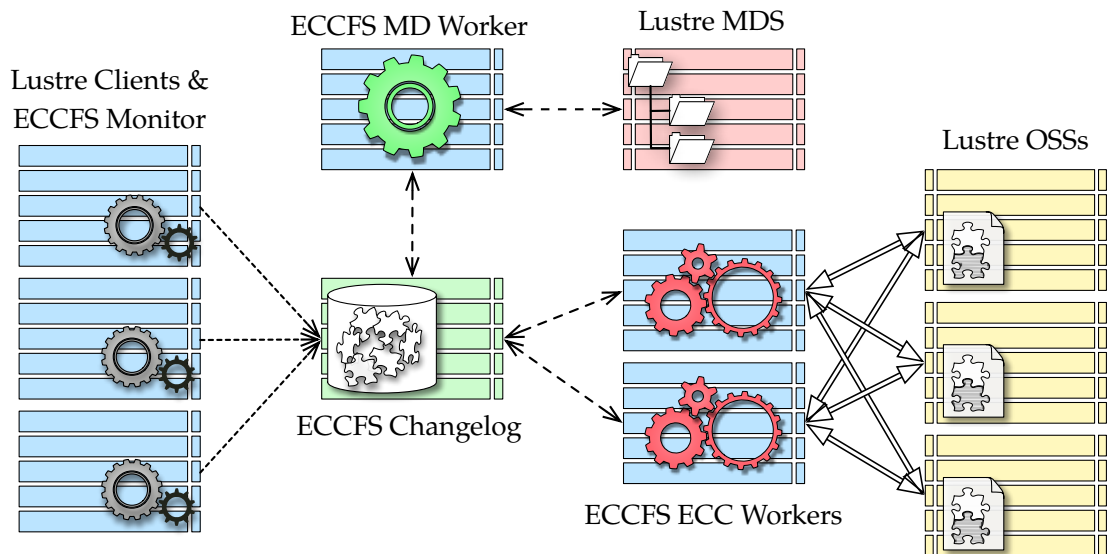 ECCFS MD Worker
Lustre MDS
Lustre Clients &
ECCFS Monitor
Lustre OSSs
ECCFS Changelog
ECCFS ECC Workers